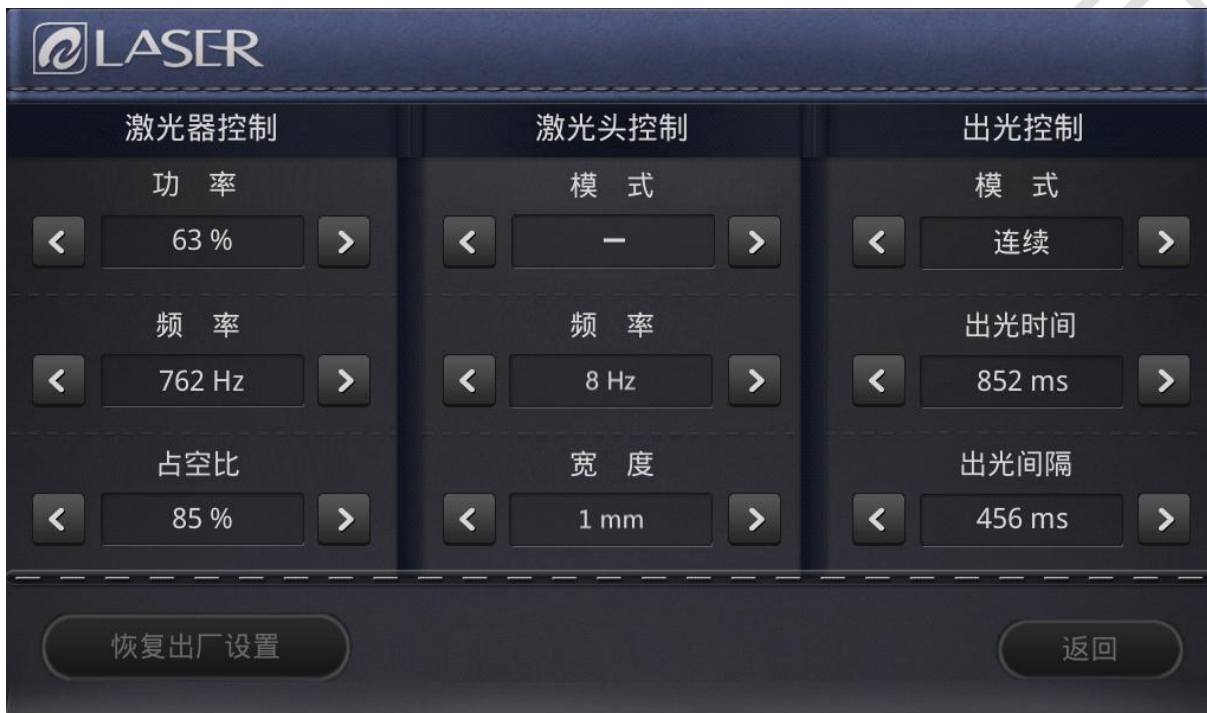 LASER
激光器控制
功 率
63 %
频 率
762 Hz
占空比
85 %
激光头控制
模 式
–
频 率
8 Hz
宽 度
1 mm
出光控制
模 式
连续
出光时间
852 ms
出光间隔
456 ms
恢复出厂设置
返回